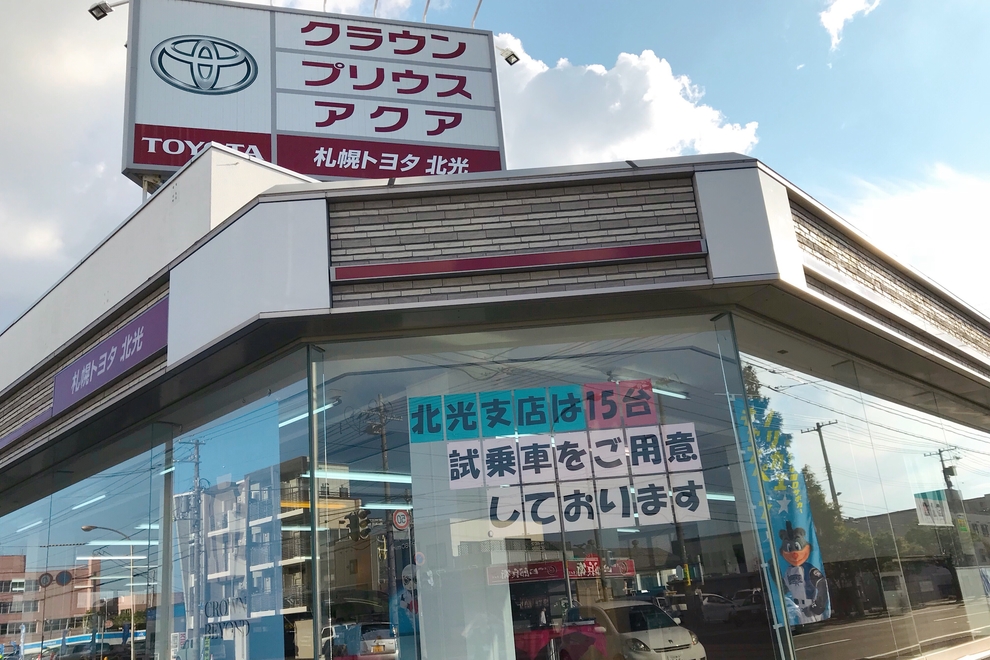 クラウン
プリウス
アクア
TOYOTA
札幌トヨタ 北光
札幌トヨタ 北光
北光支店は15台
試乗車をご用意
しております
CROWN
BEYOND